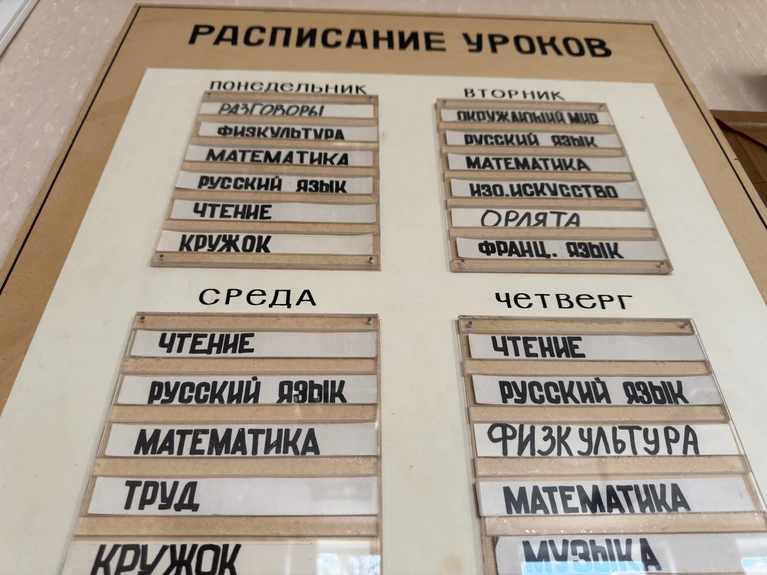 РАСПИСАНИЕ УРОКОВ
ПОНЕДЕЛЬНИК
РАЗГОВОРЫ
ФИЗКУЛЬТУРА
МАТЕМАТИКА
РУССКИЙ ЯЗЫК
ЧТЕНИЕ
КРУЖОК
ВТОРНИК
ОКРУЖАЮЩИЙ МИР
РУССКИЙ ЯЗЫК
МАТЕМАТИКА
ИЗО.ИСКУССТВО
ОРЛЯТА
ФРАНЦ. ЯЗЫК
СРЕДА
ЧТЕНИЕ
РУССКИЙ ЯЗЫК
МАТЕМАТИКА
ТРУД
КРУЖОК
ЧЕТВЕРГ
ЧТЕНИЕ
РУССКИЙ ЯЗЫК
ФИЗКУЛЬТУРА
МАТЕМАТИКА
МУЗЫКА